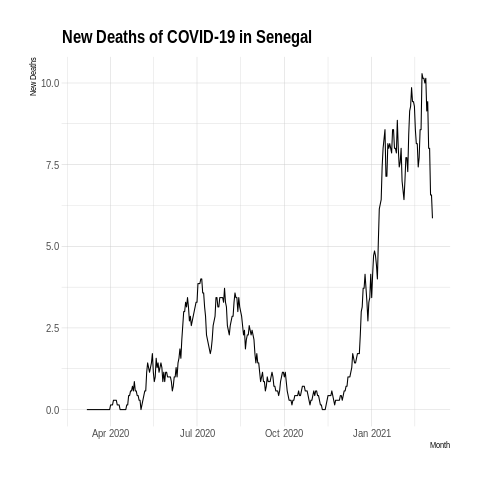 New Deaths of COVID-19 in Senegal
New Deaths
10.0
7.5
5.0
2.5
0.0
Apr 2020
Jul 2020
Oct 2020
Jan 2021
Month